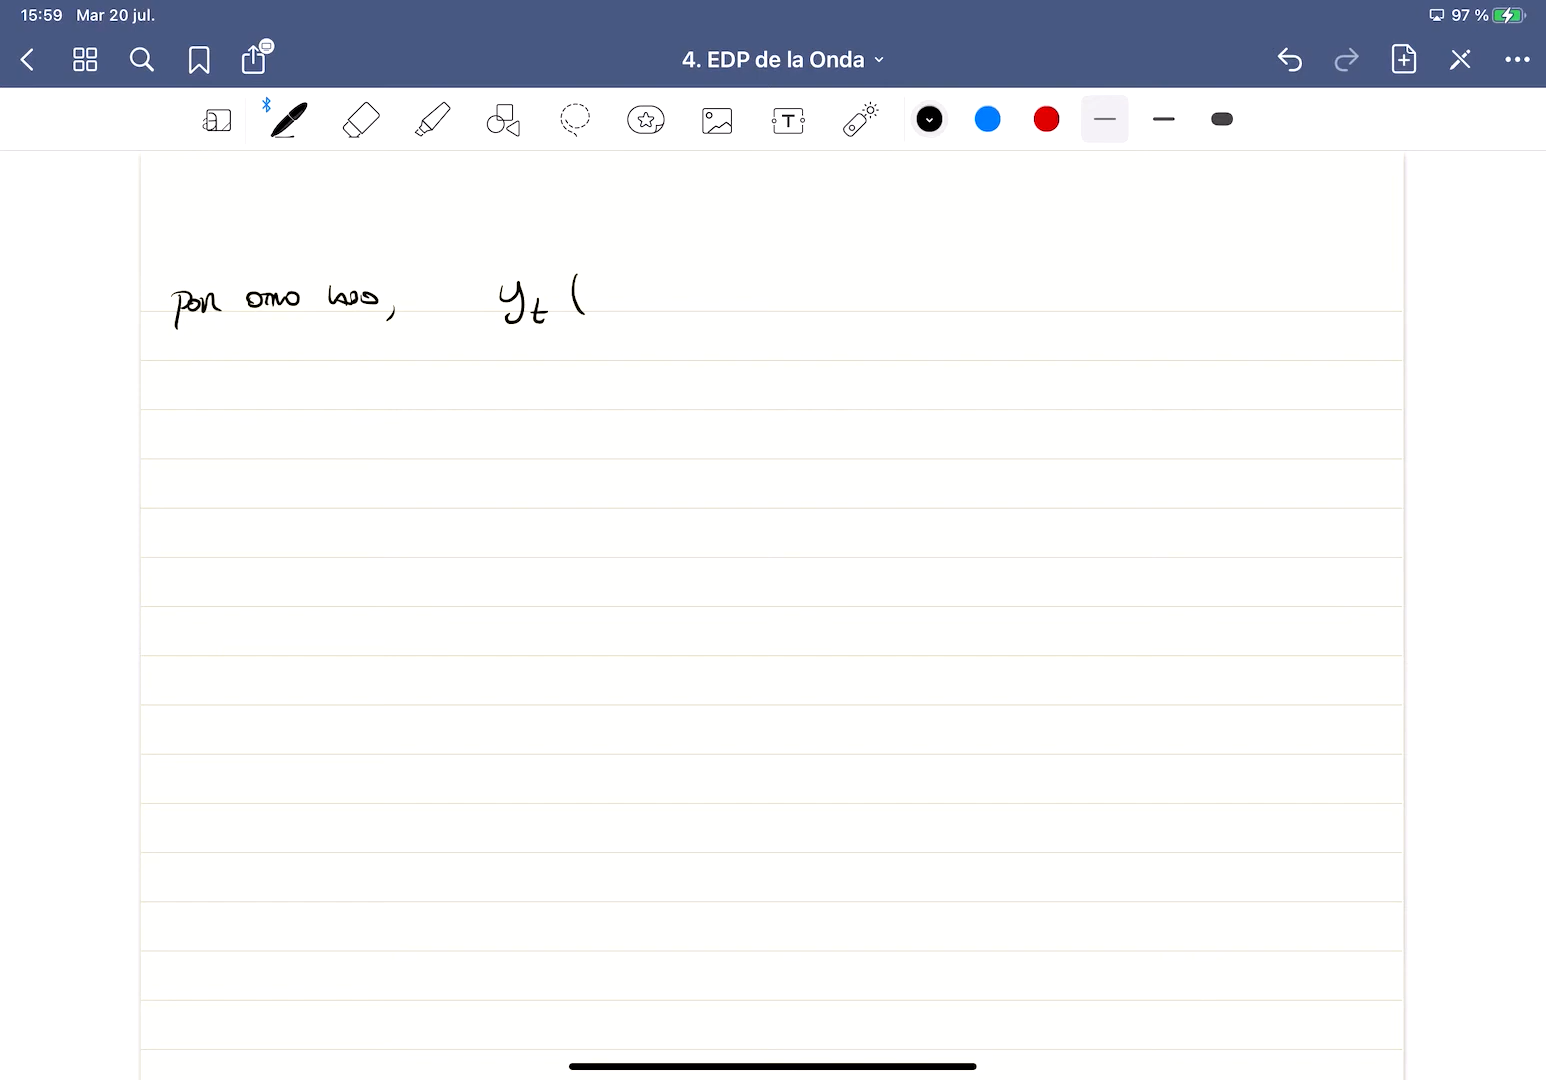 15:59 Mar 20 jul. 97 %
4. EDP de la Onda
T
por otro lado, y_t (